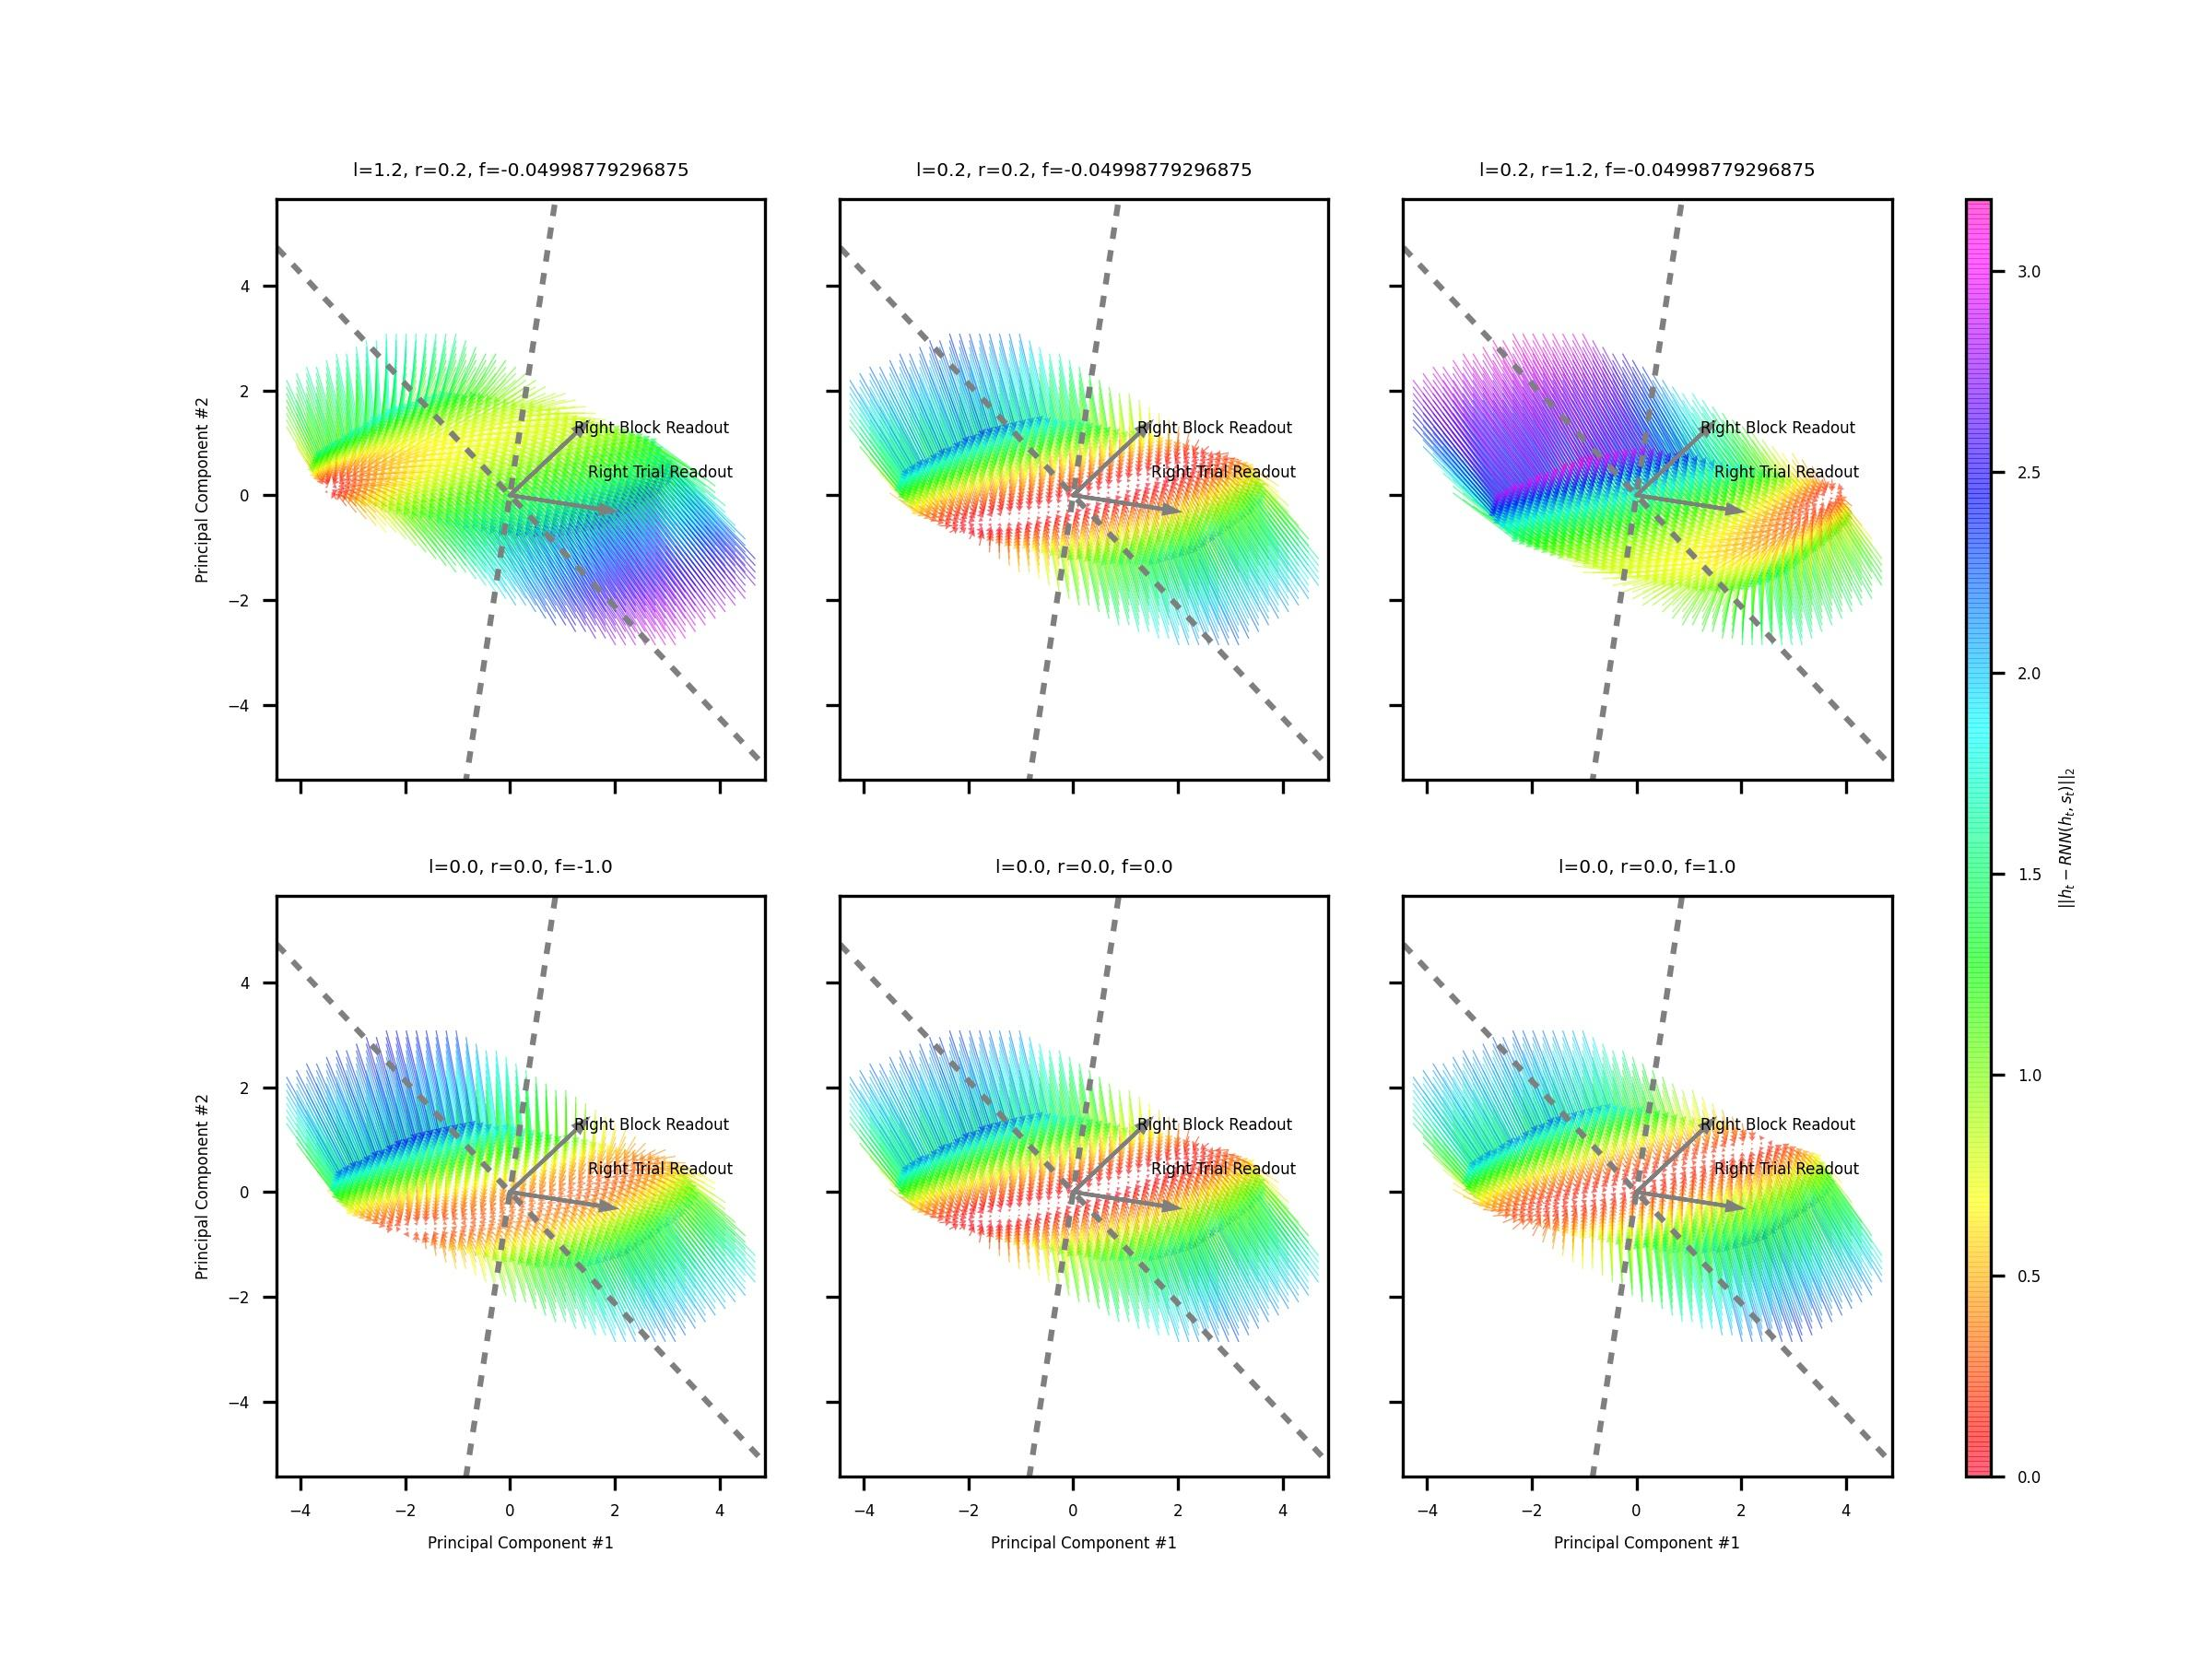 l=1.2, r=0.2, f=-0.04998779296875
l=0.2, r=0.2, f=-0.04998779296875
l=0.2, r=1.2, f=-0.04998779296875
Principal Component #2
4
2
0
−2
−4
Right Block Readout
Right Trial Readout
Right Block Readout
Right Trial Readout
Right Block Readout
Right Trial Readout
l=0.0, r=0.0, f=-1.0
l=0.0, r=0.0, f=0.0
l=0.0, r=0.0, f=1.0
Principal Component #2
4
2
0
−2
−4
Right Block Readout
Right Trial Readout
Right Block Readout
Right Trial Readout
Right Block Readout
Right Trial Readout
−4 −2 0 2 4
−4 −2 0 2 4
−4 −2 0 2 4
Principal Component #1
Principal Component #1
Principal Component #1
3.0
2.5
2.0
1.5
1.0
0.5
0.0
||h_t − RNN(h_t, s_t)||_2